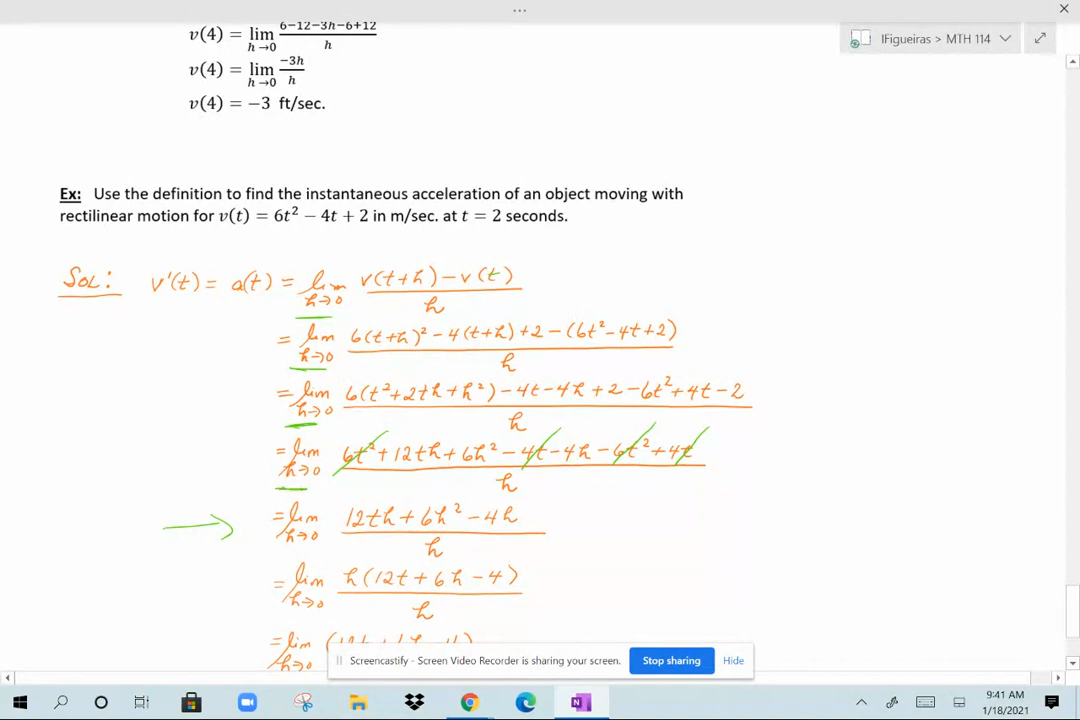 ...
IFigueiras > MTH 114
v(4) = lim h→0 (6−12−3h−6+12)/h
v(4) = lim h→0 (−3h)/h
v(4) = −3 ft/sec.
Ex: Use the definition to find the instantaneous acceleration of an object moving with
rectilinear motion for v(t) = 6t² − 4t + 2 in m/sec. at t = 2 seconds.
Sol: v'(t) = a(t) = lim h→0 (v(t+h) − v(t))/h
= lim h→0 (6(t+h)² − 4(t+h) + 2 − (6t² − 4t + 2))/h
= lim h→0 (6(t² + 2th + h²) − 4t − 4h + 2 − 6t² + 4t − 2)/h
= lim h→0 (6t² + 12th + 6h² − 4t − 4h − 6t² + 4t)/h
= lim h→0 (12th + 6h² − 4h)/h
= lim h→0 h(12t + 6h − 4)/h
= lim h→0
Screencastify - Screen Video Recorder is sharing your screen. Stop sharing Hide
9:41 AM
1/18/2021